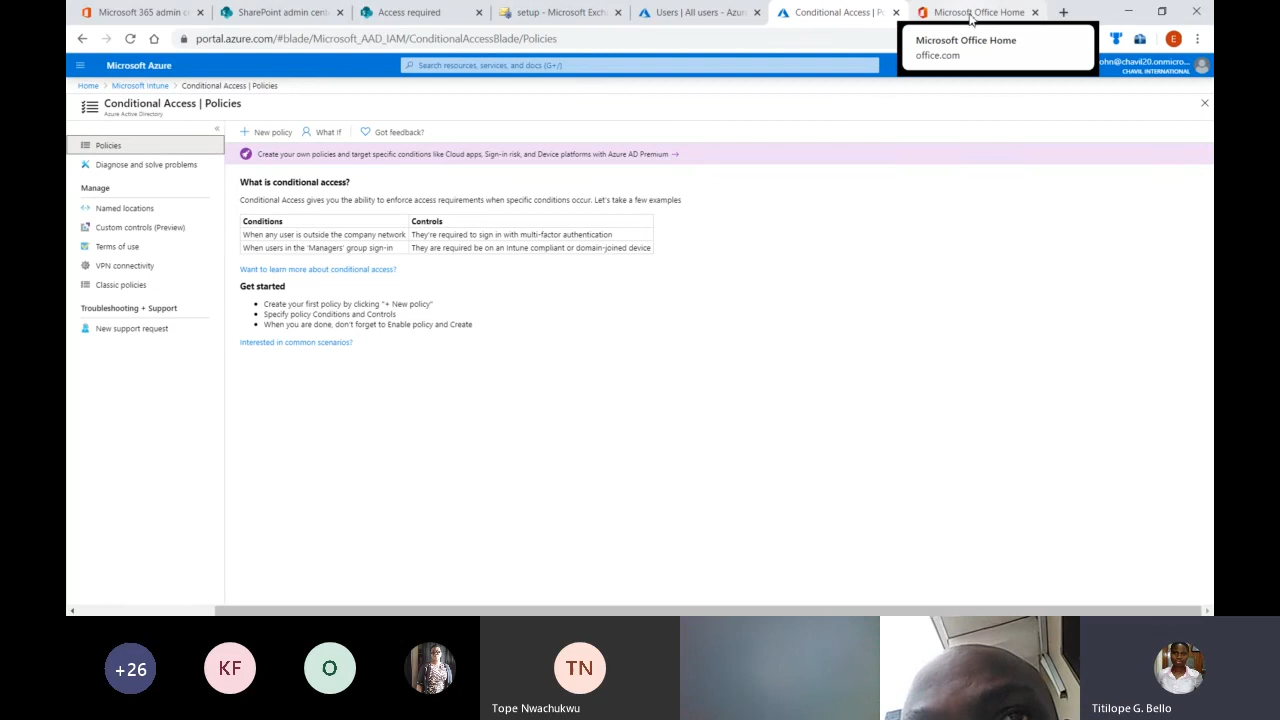 Microsoft 365 admin ce
SharePoint admin cent
Access required
setup - Microsoft Exch
Users | All users - Azure
Conditional Access | Po
Microsoft Office Home
portal.azure.com/#blade/Microsoft_AAD_IAM/ConditionalAccessBlade/Policies
Microsoft Office Home
office.com
E
Microsoft Azure
Search resources, services, and docs (G+/)
ohn@chavil20.onmicro...
CHAVIL INTERNATIONAL
Home > Microsoft Intune > Conditional Access | Policies
Conditional Access | Policies
Azure Active Directory
Policies
Diagnose and solve problems
Manage
Named locations
Custom controls (Preview)
Terms of use
VPN connectivity
Classic policies
Troubleshooting + Support
New support request
New policy
What If
Got feedback?
Create your own policies and target specific conditions like Cloud apps, Sign-in risk, and Device platforms with Azure AD Premium →
What is conditional access?
Conditional Access gives you the ability to enforce access requirements when specific conditions occur. Let's take a few examples
Conditions Controls
When any user is outside the company network They're required to sign in with multi-factor authentication
When users in the 'Managers' group sign-in They are required be on an Intune compliant or domain-joined device
Want to learn more about conditional access?
Get started
Create your first policy by clicking "+ New policy"
Specify policy Conditions and Controls
When you are done, don't forget to Enable policy and Create
Interested in common scenarios?
+26
KF
O
TN
Tope Nwachukwu
Titilope G. Bello